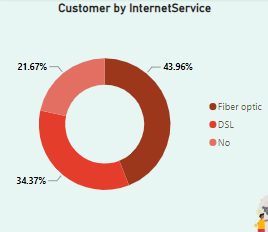 Customer by InternetService
21.67%
43.96%
Fiber optic
DSL
No
34.37%